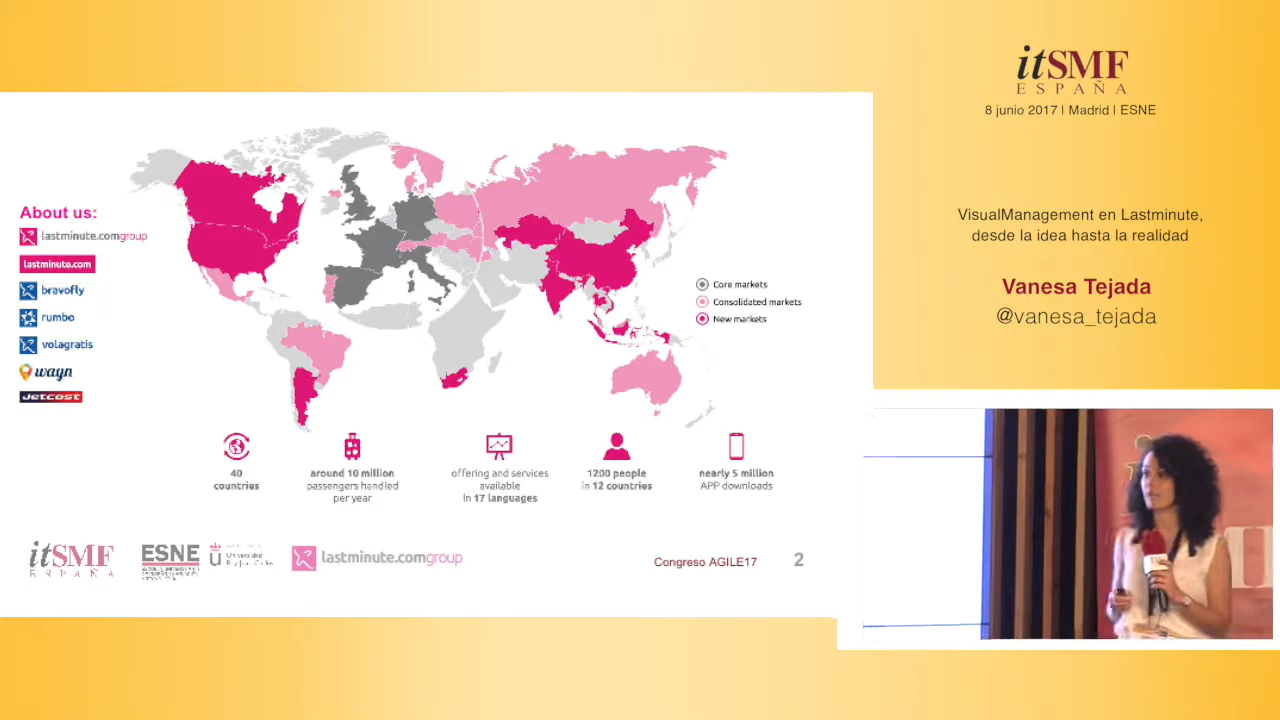 itSMF
ESPAÑA
8 junio 2017 | Madrid | ESNE
VisualManagement en Lastminute,
desde la idea hasta la realidad
Vanesa Tejada
@vanesa_tejada
About us:
lastminute.comgroup
lastminute.com
bravofly
rumbo
volagratis
wayn
JETCOST
Core markets
Consolidated markets
New markets
40
countries
around 10 million
passengers handled
per year
offering and services
available
in 17 languages
1200 people
in 12 countries
nearly 5 million
APP downloads
itSMF
ESPAÑA
ESNE
Universidad
lastminute.comgroup
Congreso AGILE17
2